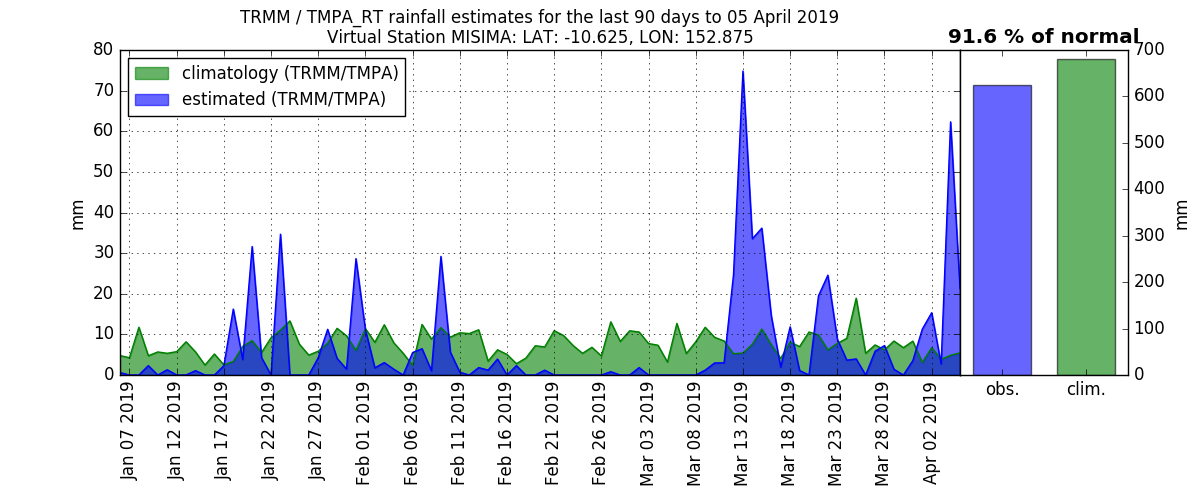 TRMM / TMPA_RT rainfall estimates for the last 90 days to 05 April 2019
Virtual Station MISIMA: LAT: -10.625, LON: 152.875
91.6 % of normal
climatology (TRMM/TMPA)
estimated (TRMM/TMPA)
80
70
60
50
40
30
20
10
0
mm
700
600
500
400
300
200
100
0
mm
Jan 07 2019
Jan 12 2019
Jan 17 2019
Jan 22 2019
Jan 27 2019
Feb 01 2019
Feb 06 2019
Feb 11 2019
Feb 16 2019
Feb 21 2019
Feb 26 2019
Mar 03 2019
Mar 08 2019
Mar 13 2019
Mar 18 2019
Mar 23 2019
Mar 28 2019
Apr 02 2019
obs.
clim.